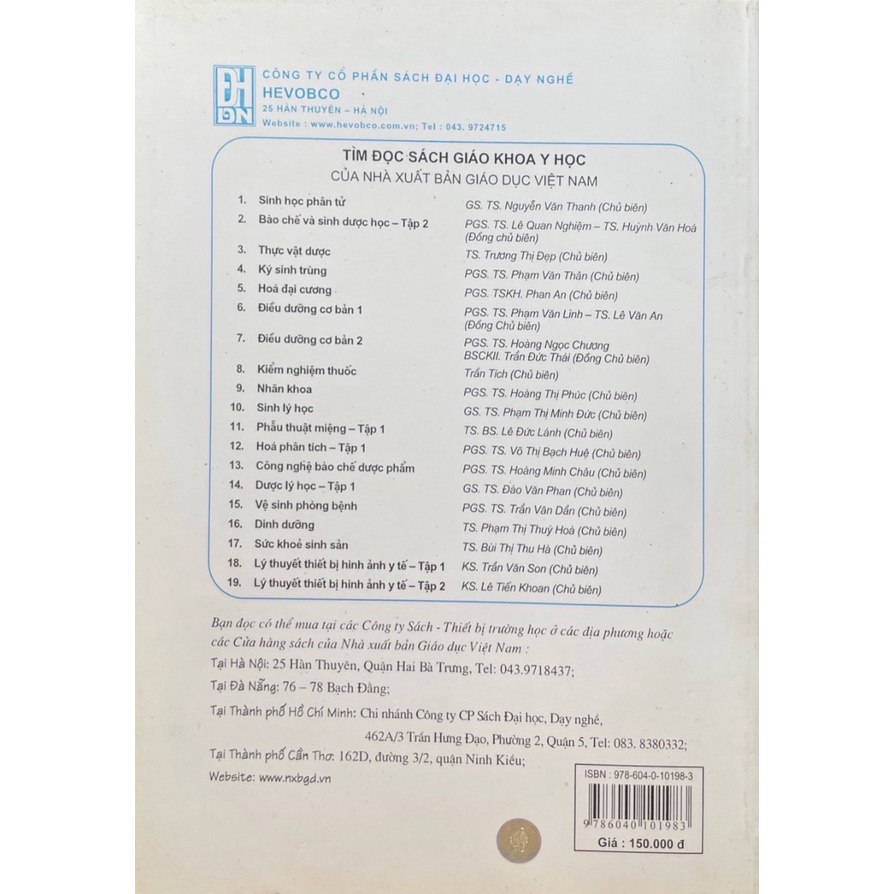 ĐH
DN
CÔNG TY CỔ PHẦN SÁCH ĐẠI HỌC - DẠY NGHỀ
HEVOBCO
25 HÀN THUYÊN – HÀ NỘI
Website : www.hevobco.com.vn; Tel : 043. 9724715
TÌM ĐỌC SÁCH GIÁO KHOA Y HỌC
CỦA NHÀ XUẤT BẢN GIÁO DỤC VIỆT NAM
1. Sinh học phân tử GS. TS. Nguyễn Văn Thanh (Chủ biên)
2. Bào chế và sinh dược học – Tập 2 PGS. TS. Lê Quan Nghiệm – TS. Huỳnh Văn Hoá
(Đồng chủ biên)
3. Thực vật dược TS. Trương Thị Đẹp (Chủ biên)
4. Ký sinh trùng PGS. TS. Phạm Văn Thân (Chủ biên)
5. Hoá đại cương PGS. TSKH. Phan An (Chủ biên)
6. Điều dưỡng cơ bản 1 PGS. TS. Phạm Văn Lình – TS. Lê Văn An
(Đồng Chủ biên)
7. Điều dưỡng cơ bản 2 PGS. TS. Hoàng Ngọc Chương
BSCKII. Trần Đức Thái (Đồng Chủ biên)
8. Kiểm nghiệm thuốc Trần Tích (Chủ biên)
9. Nhãn khoa PGS. TS. Hoàng Thị Phúc (Chủ biên)
10. Sinh lý học GS. TS. Phạm Thị Minh Đức (Chủ biên)
11. Phẫu thuật miệng – Tập 1 TS. BS. Lê Đức Lánh (Chủ biên)
12. Hoá phân tích – Tập 1 PGS. TS. Võ Thị Bạch Huệ (Chủ biên)
13. Công nghệ bào chế dược phẩm PGS. TS. Hoàng Minh Châu (Chủ biên)
14. Dược lý học – Tập 1 GS. TS. Đào Văn Phan (Chủ biên)
15. Vệ sinh phòng bệnh PGS. TS. Trần Văn Dần (Chủ biên)
16. Dinh dưỡng TS. Phạm Thị Thuý Hoà (Chủ biên)
17. Sức khoẻ sinh sản TS. Bùi Thị Thu Hà (Chủ biên)
18. Lý thuyết thiết bị hình ảnh y tế – Tập 1 KS. Trần Văn Son (Chủ biên)
19. Lý thuyết thiết bị hình ảnh y tế – Tập 2 KS. Lê Tiến Khoan (Chủ biên)
Bạn đọc có thể mua tại các Công ty Sách - Thiết bị trường học ở các địa phương hoặc
các Cửa hàng sách của Nhà xuất bản Giáo dục Việt Nam :
Tại Hà Nội: 25 Hàn Thuyên, Quận Hai Bà Trưng, Tel: 043.9718437;
Tại Đà Nẵng: 76 – 78 Bạch Đằng;
Tại Thành phố Hồ Chí Minh: Chi nhánh Công ty CP Sách Đại học, Dạy nghề,
462A/3 Trần Hưng Đạo, Phường 2, Quận 5, Tel: 083. 8380332;
Tại Thành phố Cần Thơ: 162D, đường 3/2, quận Ninh Kiều;
Website: www.nxbgd.vn
ISBN : 978-604-0-10198-3
9 786040 101983
Giá : 150.000 đ